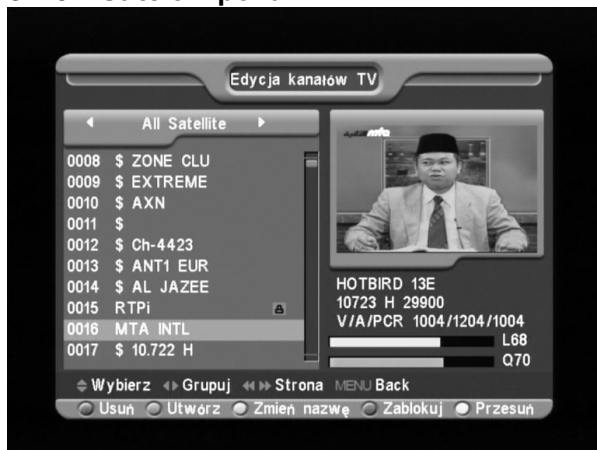 Edycja kanałów TV
All Satellite
0008 $ ZONE CLU
0009 $ EXTREME
0010 $ AXN
0011 $
0012 $ Ch-4423
0013 $ ANT1 EUR
0014 $ AL JAZEE
0015 RTPi
0016 MTA INTL
0017 $ 10.722 H
mta
HOTBIRD 13E
10723 H 29900
V/A/PCR 1004/1204/1004
L68
Q70
Wybierz Grupuj Strona MENU Back
Usuń Utwórz Zmień nazwę Zablokuj Przesuń